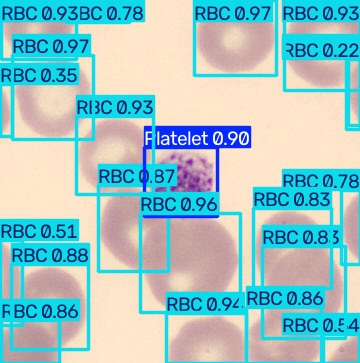 RBC 0.93
RBC 0.78
RBC 0.97
RBC 0.93
RBC 0.97
RBC 0.22
RBC 0.35
RBC 0.93
Platelet 0.90
RBC 0.87
RBC 0.78
RBC 0.96
RBC 0.83
RBC 0.51
RBC 0.83
RBC 0.88
RBC 0.86
RBC 0.94
RBC 0.86
RBC 0.54